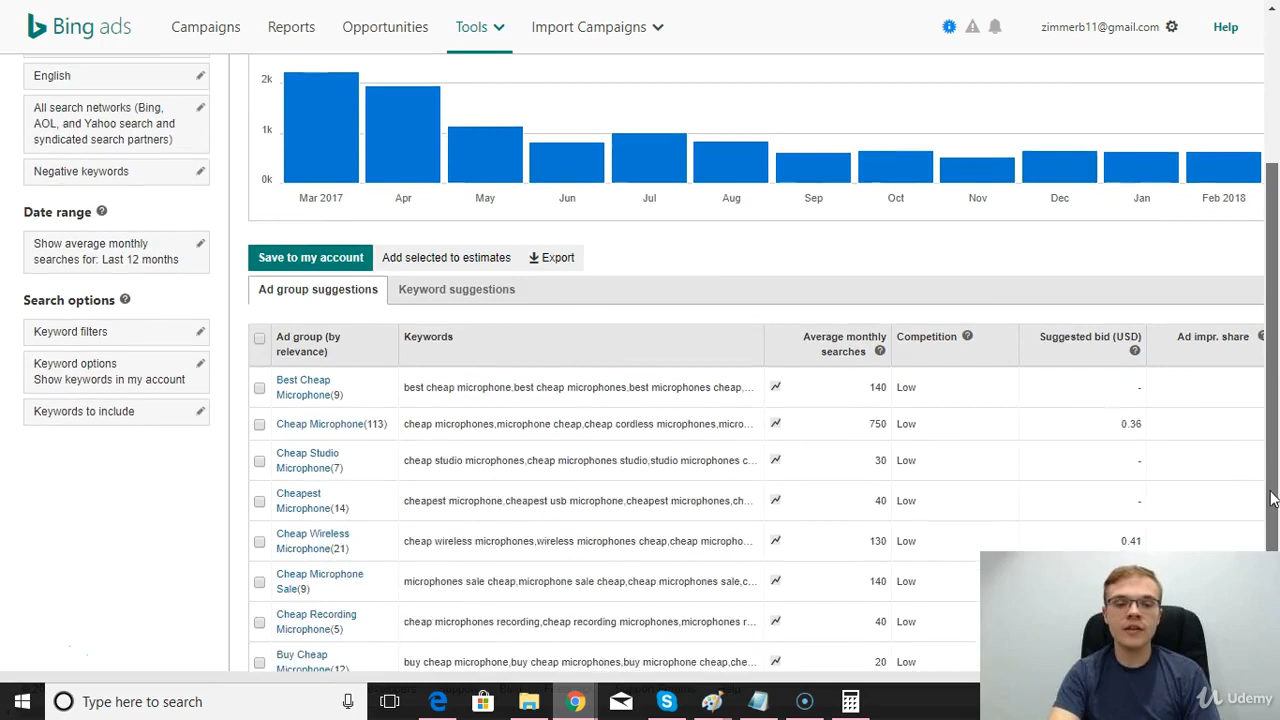 Bing ads
Campaigns Reports Opportunities Tools Import Campaigns zimmerb11@gmail.com Help
English
All search networks (Bing,
AOL, and Yahoo search and
syndicated search partners)
Negative keywords
Date range
Show average monthly
searches for: Last 12 months
Search options
Keyword filters
Keyword options
Show keywords in my account
Keywords to include
2k
1k
0k
Mar 2017 Apr May Jun Jul Aug Sep Oct Nov Dec Jan Feb 2018
Save to my account Add selected to estimates Export
Ad group suggestions Keyword suggestions
Ad group (by
relevance)
Keywords
Average monthly
searches
Competition
Suggested bid (USD)
Ad impr. share
Best Cheap
Microphone(9)
best cheap microphone,best cheap microphones,best microphones cheap,...
140 Low -
Cheap Microphone(113) cheap microphones,microphone cheap,cheap cordless microphones,micro... 750 Low 0.36
Cheap Studio
Microphone(7)
cheap studio microphones,cheap microphones studio,studio microphones c...
30 Low -
Cheapest
Microphone(14)
cheapest microphone,cheapest usb microphone,cheapest microphones,ch...
40 Low -
Cheap Wireless
Microphone(21)
cheap wireless microphones,wireless microphones cheap,cheap micropho...
130 Low 0.41
Cheap Microphone
Sale(9)
microphones sale cheap,microphone sale cheap,cheap microphones sale,c...
140 Low
Cheap Recording
Microphone(5)
cheap microphones recording,cheap recording microphones,microphones r...
40 Low
Buy Cheap
Microphone(12)
buy cheap microphone,buy cheap microphones,buy microphone cheap,che...
20 Low
Type here to search
Udemy